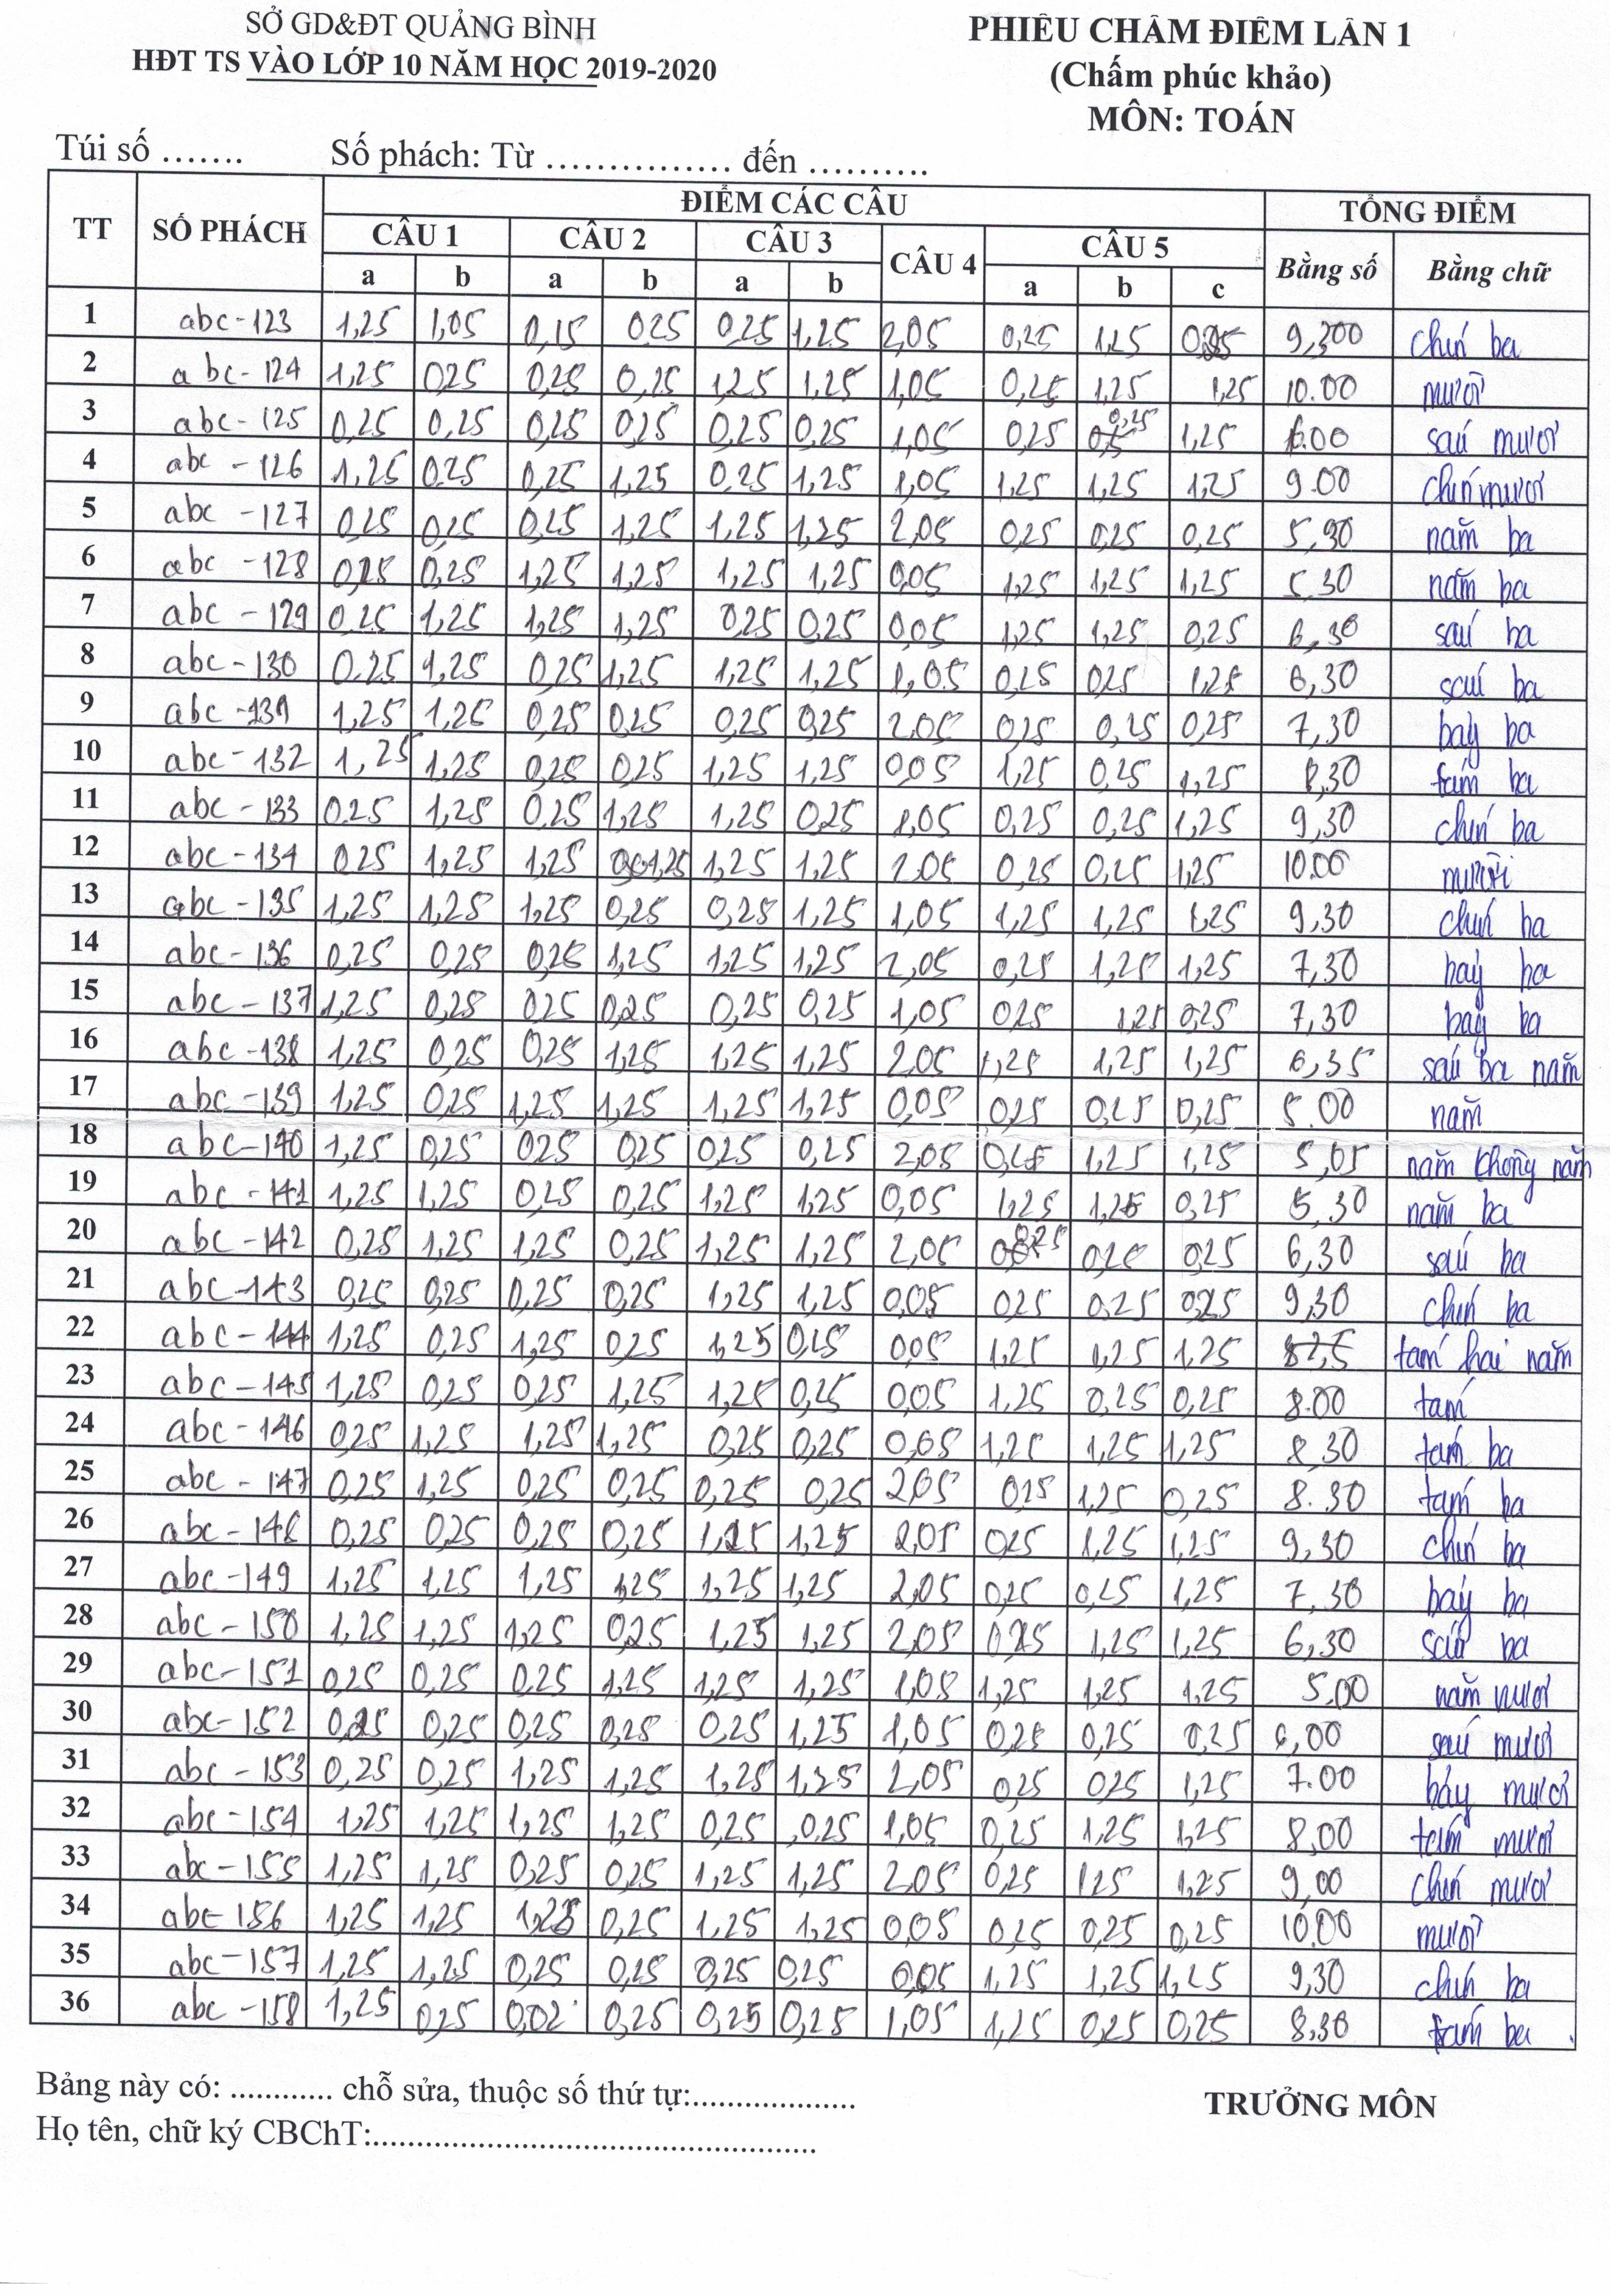 SỞ GD&ĐT QUẢNG BÌNH
HĐT TS VÀO LỚP 10 NĂM HỌC 2019-2020
PHIẾU CHẤM ĐIỂM LẦN 1
(Chấm phúc khảo)
MÔN: TOÁN
Túi số ....... Số phách: Từ ................ đến ..........
TT SỐ PHÁCH ĐIỂM CÁC CÂU TỔNG ĐIỂM
CÂU 1 CÂU 2 CÂU 3 CÂU 4 CÂU 5 Bằng số Bằng chữ
a b a b a b a b c
1 abc-123 1,25 1,05 0,15 0,25 0,25 1,25 2,05 0,25 1,25 0,25 9,300 chín ba
2 abc-124 1,25 0,25 0,25 0,25 1,25 1,25 1,05 0,25 1,25 1,25 10.00 mười
3 abc-125 0,25 0,25 0,25 0,25 0,25 0,25 1,05 0,25 0,25 1,25 6.00 sáu mươi
4 abc-126 1,25 0,25 0,25 1,25 0,25 1,25 1,05 1,25 1,25 1,25 9.00 chín mươi
5 abc-127 0,25 0,25 0,25 1,25 1,25 1,25 2,05 0,25 0,25 0,25 5,30 năm ba
6 abc-128 0,25 0,25 1,25 1,25 1,25 1,25 0,05 1,25 1,25 1,25 5.30 năm ba
7 abc-129 0,25 1,25 1,25 1,25 0,25 0,25 0,05 1,25 1,25 0,25 6,30 sáu ba
8 abc-130 0.25 1,25 0,25 1,25 1,25 1,25 1,05 0,25 0,25 1,25 6,30 sáu ba
9 abc-131 1,25 1,25 0,25 0,25 0,25 0,25 2,05 0,25 0,25 0,25 7,30 bảy ba
10 abc-132 1,25 1,25 0,25 0,25 1,25 1,25 0,05 1,25 0,25 1,25 8,30 tám ba
11 abc-133 0.25 1,25 0,25 1,25 1,25 0,25 1,05 0,25 0,25 1,25 9,30 chín ba
12 abc-134 0,25 1,25 1,25 1,25 1,25 1,25 2.05 0,25 0,25 1,25 10.00 mười
13 abc-135 1,25 1,25 1,25 0,25 0,25 1,25 1,05 1,25 1,25 1,25 9,30 chín ba
14 abc-136 0,25 0,25 0,25 1,25 1,25 1,25 2,05 0,25 1,25 1,25 7,30 bảy ba
15 abc-137 1,25 0,25 0,25 0,25 0,25 0,25 1,05 0,25 1,25 0,25 7,30 bảy ba
16 abc-138 1,25 0,25 0,25 1,25 1,25 1,25 2,05 1,25 1,25 1,25 6,35 sáu ba năm
17 abc-139 1,25 0,25 1,25 1,25 1,25 1,25 0,05 0,25 0,25 0,25 5.00 năm
18 abc-140 1,25 0,25 0,25 0,25 0,25 0,25 2,05 0,25 1,25 1,25 5,05 năm không năm
19 abc-141 1,25 1,25 0,25 0,25 1,25 1,25 0,05 1,25 1,25 0,25 5,30 năm ba
20 abc-142 0,25 1,25 1,25 0,25 1,25 1,25 2,05 0,25 0,25 0,25 6,30 sáu ba
21 abc-143 0,25 0,25 0,25 0,25 1,25 1,25 0,05 0,25 0,25 0,25 9,30 chín ba
22 abc-144 1,25 0,25 1,25 0,25 1,25 0,25 0,05 1,25 1,25 1,25 82,5 tám hai năm
23 abc-145 1,25 0,25 0,25 1,25 1,25 0,25 0,05 1,25 0,25 0,25 8.00 tám
24 abc-146 0,25 1,25 1,25 1,25 0,25 0,25 0,05 1,25 1,25 1,25 8.30 tám ba
25 abc-147 0,25 1,25 0,25 0,25 0,25 0,25 2,05 0,25 1,25 0,25 8.30 tám ba
26 abc-148 0,25 0,25 0,25 0,25 1,25 1,25 2,05 0,25 1,25 1,25 9,30 chín ba
27 abc-149 1,25 1,25 1,25 1,25 1,25 1,25 2,05 0,25 0,25 1,25 7,30 bảy ba
28 abc-150 1,25 1,25 1,25 0,25 1,25 1,25 2,05 0,25 1,25 1,25 6,30 sáu ba
29 abc-151 0,25 0,25 0,25 1,25 1,25 1,25 1,05 1,25 1,25 1,25 5,00 năm mươi
30 abc-152 0,25 0,25 0,25 0,25 0,25 1,25 1,05 0,25 0,25 0,25 6,00 sáu mươi
31 abc-153 0,25 0,25 1,25 1,25 1,25 1,25 2,05 0,25 0,25 1,25 7.00 bảy mươi
32 abc-154 1,25 1,25 1,25 1,25 0,25 ,025 1,05 0,25 1,25 1,25 8,00 tám mươi
33 abc-155 1,25 1,25 0,25 0,25 1,25 1,25 2,05 0,25 125 1,25 9,00 chín mươi
34 abc-156 1,25 1,25 1,25 0,25 1,25 1,25 0,05 0,25 0,25 0,25 10,00 mười
35 abc-157 1,25 1,25 0,25 0,25 0,25 0,25 0,05 1,25 1,25 1,25 9,30 chín ba
36 abc-158 1,25 0,25 0,02 0,25 0,25 0,25 1,05 1,25 0,25 0,25 8,30 tám ba
Bảng này có: ............ chỗ sửa, thuộc số thứ tự:....................
TRƯỞNG MÔN
Họ tên, chữ ký CBChT:......................................................